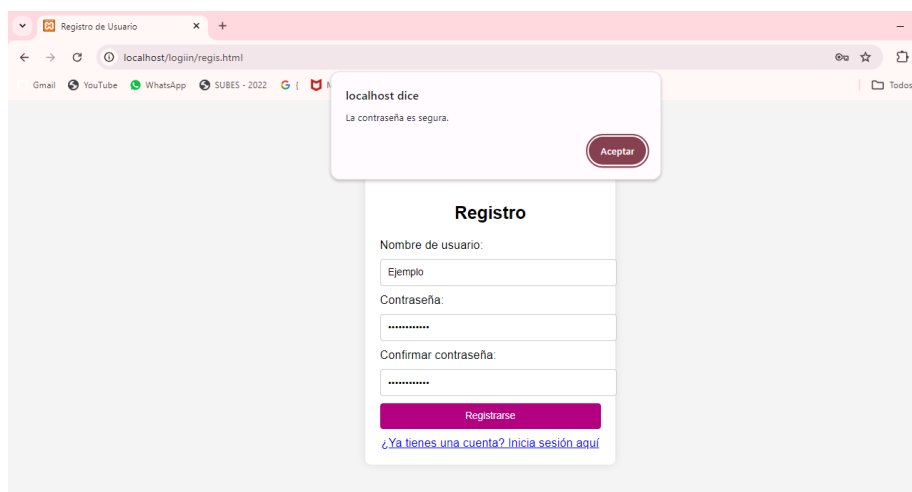 Registro de Usuario
localhost/logiin/regis.html
Gmail YouTube WhatsApp SUBES - 2022 G ( Todos
localhost dice
La contraseña es segura.
Aceptar
Registro
Nombre de usuario:
Ejemplo
Contraseña:
Confirmar contraseña:
Registrarse
¿Ya tienes una cuenta? Inicia sesión aquí